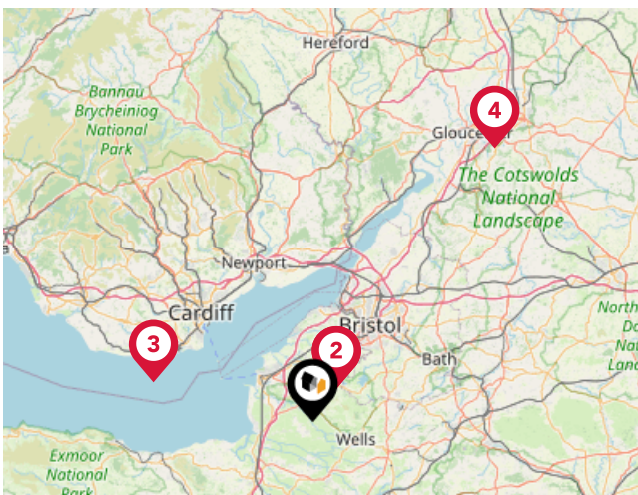 Hereford
Bannau
Brycheiniog
National
Park
4
The Cotswolds
National
Landscape
Newport
Cardiff
Bristol
3
2
Bath
Wells
Exmoor
National
Park